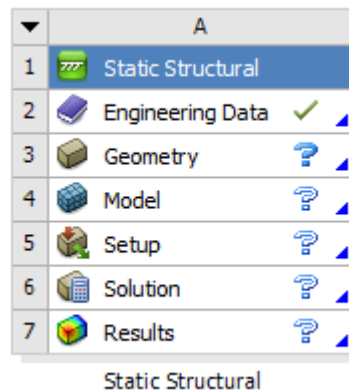 A
1 Static Structural
2 Engineering Data
3 Geometry ?
4 Model ?
5 Setup ?
6 Solution ?
7 Results ?
Static Structural